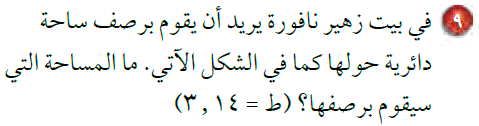 ٩ في بيت زهير نافورة يريد أن يقوم برصف ساحة
دائرية حولها كما في الشكل الآتي. ما المساحة التي
سيقوم برصفها؟ (ط = ٣,١٤)